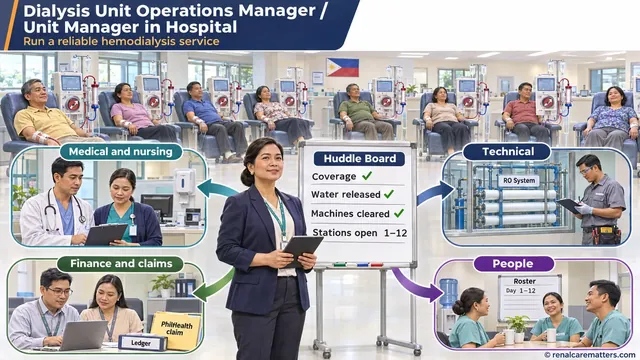 Dialysis Unit Operations Manager /
Unit Manager in Hospital
Run a reliable hemodialysis service
Medical and nursing
Huddle Board
Coverage ✓
Water released ✓
Machines cleared ✓
Stations open 1–12
Technical
RO System
Finance and claims
PhilHealth
claim
Ledger
People
Roster
Day 1–12
© renalcarematters.com